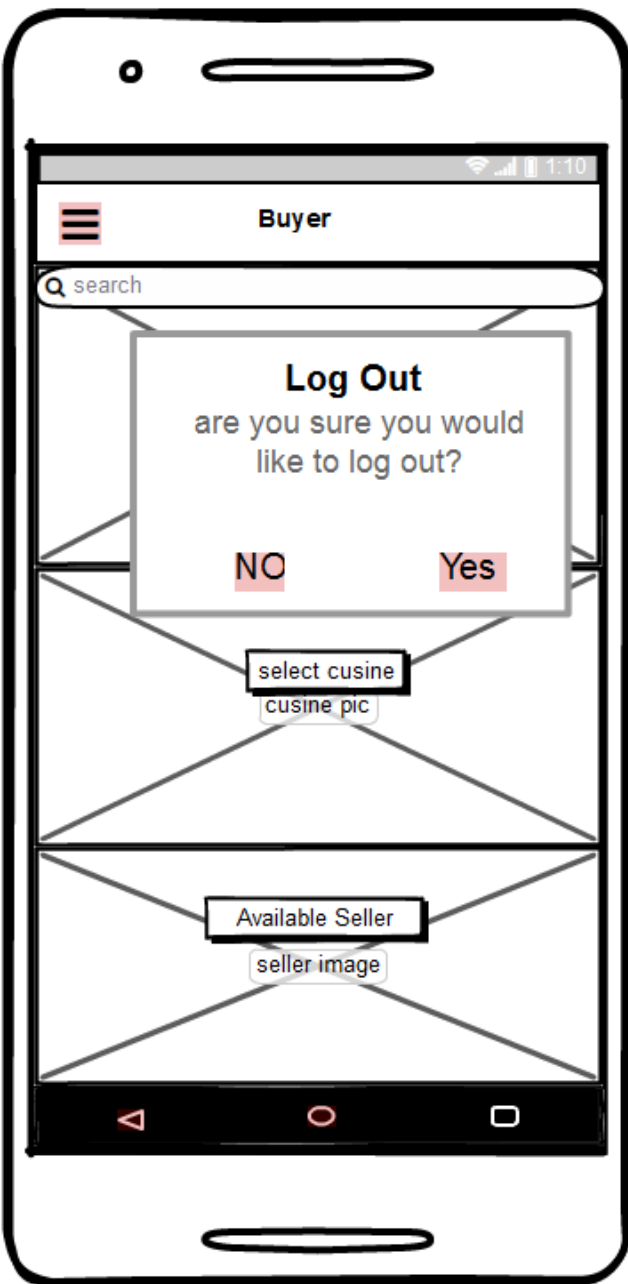 1:10
Buyer
search
Log Out
are you sure you would
like to log out?
NO
Yes
select cusine
cusine pic
Available Seller
seller image